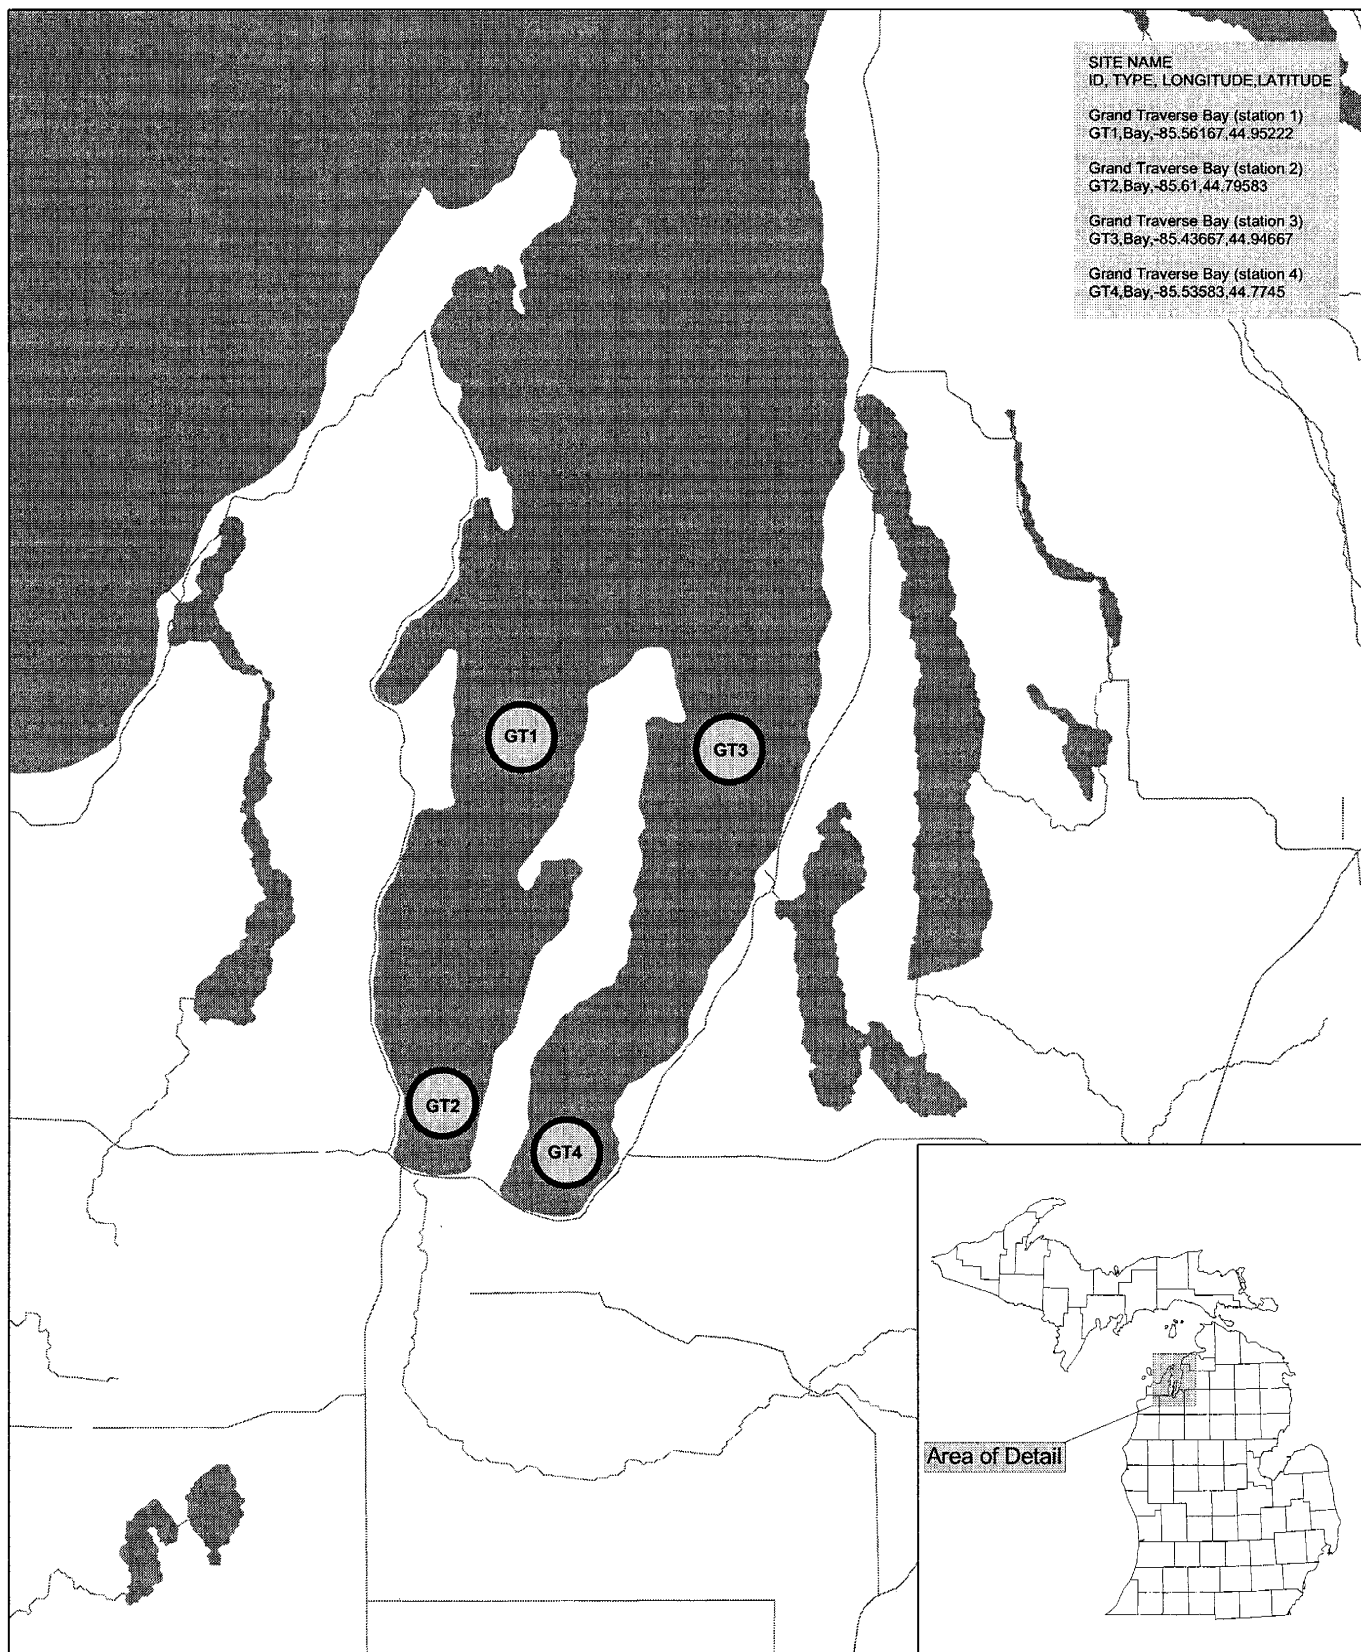 SITE NAME
ID, TYPE, LONGITUDE,LATITUDE
Grand Traverse Bay (station 1)
GT1,Bay,-85.56167,44.95222
Grand Traverse Bay (station 2)
GT2,Bay,-85.61,44.79583
Grand Traverse Bay (station 3)
GT3,Bay,-85.43667,44.94667
Grand Traverse Bay (station 4)
GT4,Bay,-85.53583,44.7745
GT1
GT3
GT2
GT4
Area of Detail